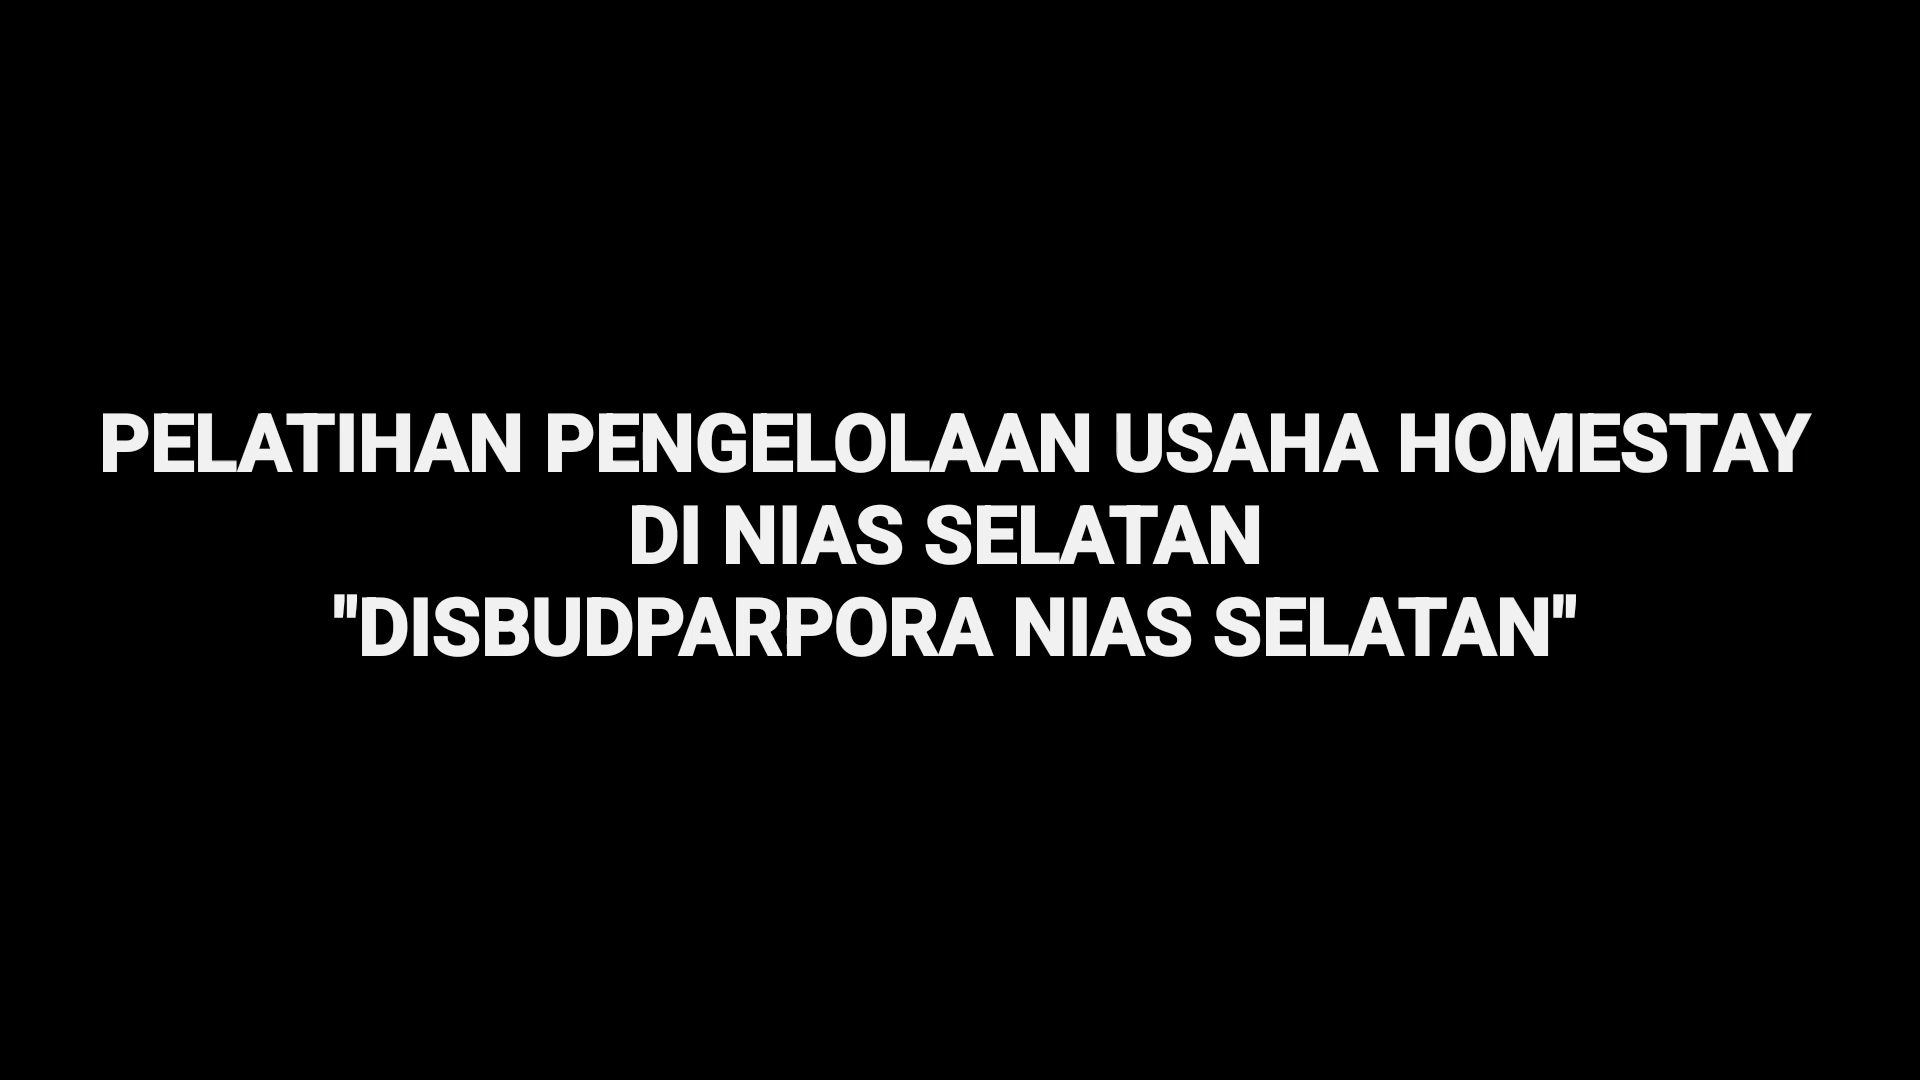 PELATIHAN PENGELOLAAN USAHA HOMESTAY
DI NIAS SELATAN
"DISBUDPARPORA NIAS SELATAN"